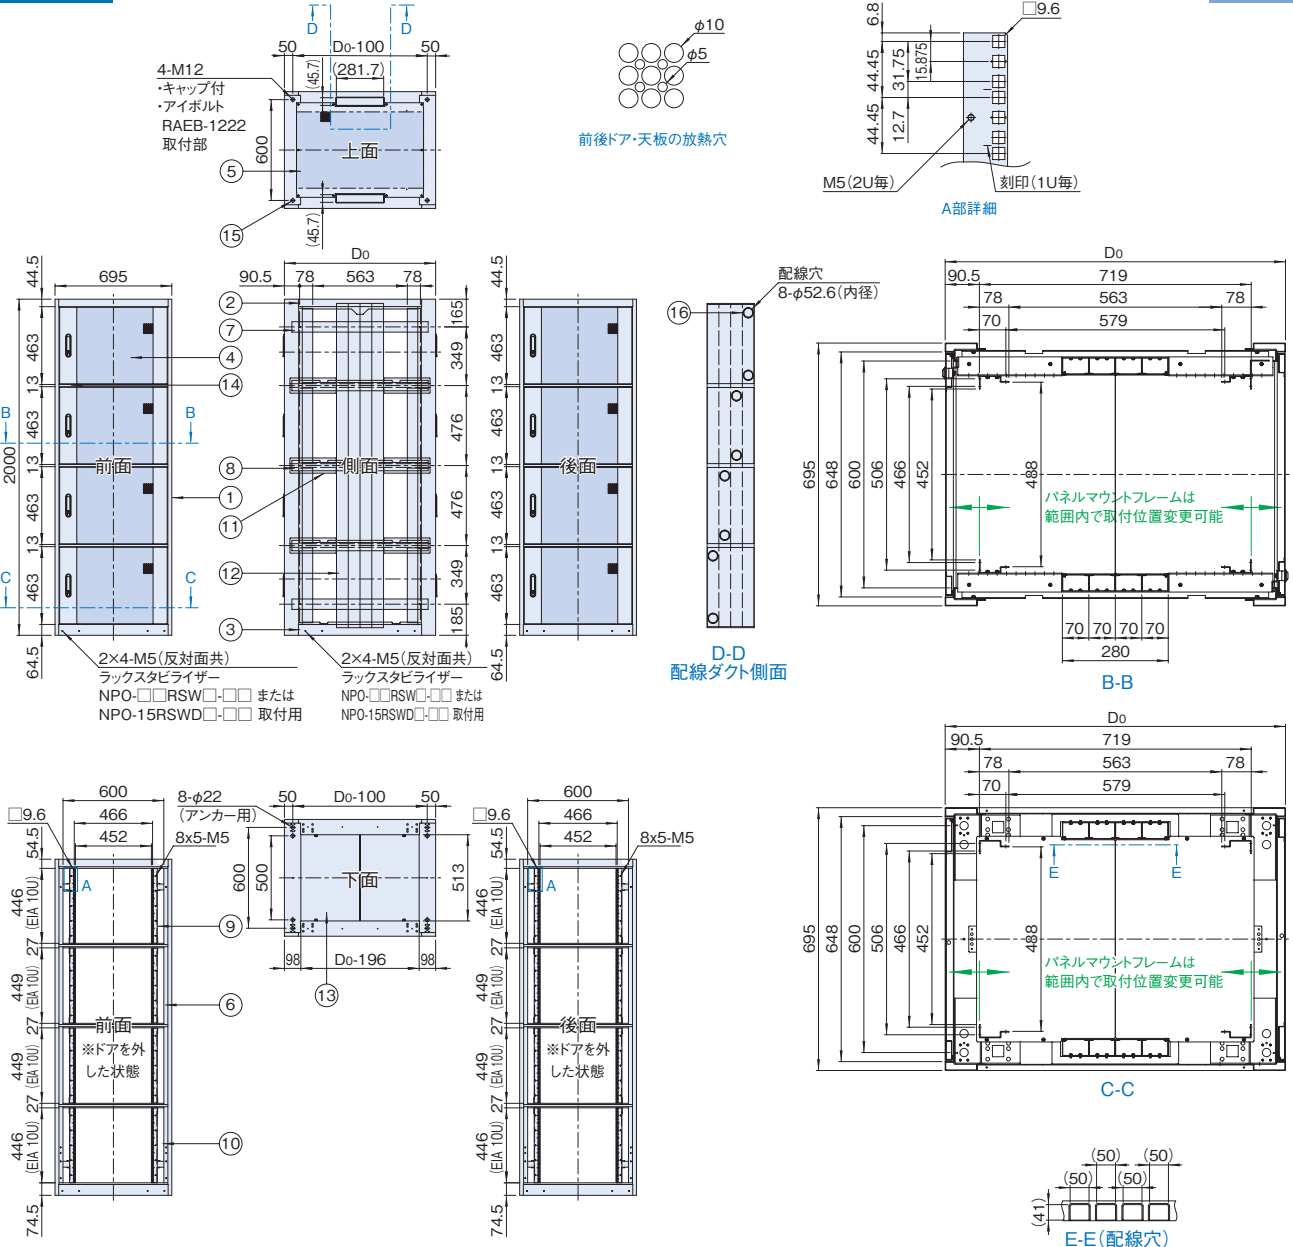 D
D
50
D0-100
50
4-M12
・キャップ付
・アイボルト
RAEB-1222
取付部
(45.7)
(281.7)
600
上面
5
15
(45.7)
φ10
φ5
前後ドア・天板の放熱穴
□9.6
6.8
44.45
31.75
15.875
44.45
12.7
M5(2U毎)
刻印(1U毎)
A部詳細
44.5
695
463
13
463
13
463
13
463
64.5
2000
B
B
C
C
前面
2×4-M5(反対面共)
ラックスタビライザー
NPO-□□RSW□-□□ または
NPO-15RSWD□-□□ 取付用
D0
90.5
78
563
78
165
349
476
476
349
185
側面
2
7
4
14
8
1
11
12
3
2×4-M5(反対面共)
ラックスタビライザー
NPO-□□RSW□-□□ または
NPO-15RSWD□-□□ 取付用
44.5
463
13
463
13
463
13
463
64.5
後面
配線穴
8-φ52.6(内径)
16
D-D
配線ダクト側面
D0
90.5
719
78
563
78
70
579
695
648
600
506
466
452
488
パネルマウントフレームは
範囲内で取付位置変更可能
70
70
70
70
280
B-B
600
□9.6
466
452
8x5-M5
54.5
A
446
(EIA 10U)
27
449
(EIA 10U)
27
449
(EIA 10U)
27
446
(EIA 10U)
74.5
前面
※ドアを外
した状態
9
6
10
8-φ22
(アンカー用)
50
D0-100
50
600
500
513
下面
98
D0-196
98
13
600
□9.6
466
452
8x5-M5
54.5
A
446
(EIA 10U)
27
449
(EIA 10U)
27
449
(EIA 10U)
27
446
(EIA 10U)
74.5
後面
※ドアを外
した状態
D0
90.5
719
78
563
78
70
579
E
E
695
648
600
506
466
452
488
パネルマウントフレームは
範囲内で取付位置変更可能
C-C
(50)
(50)
(50)
(50)
(41)
E-E(配線穴)